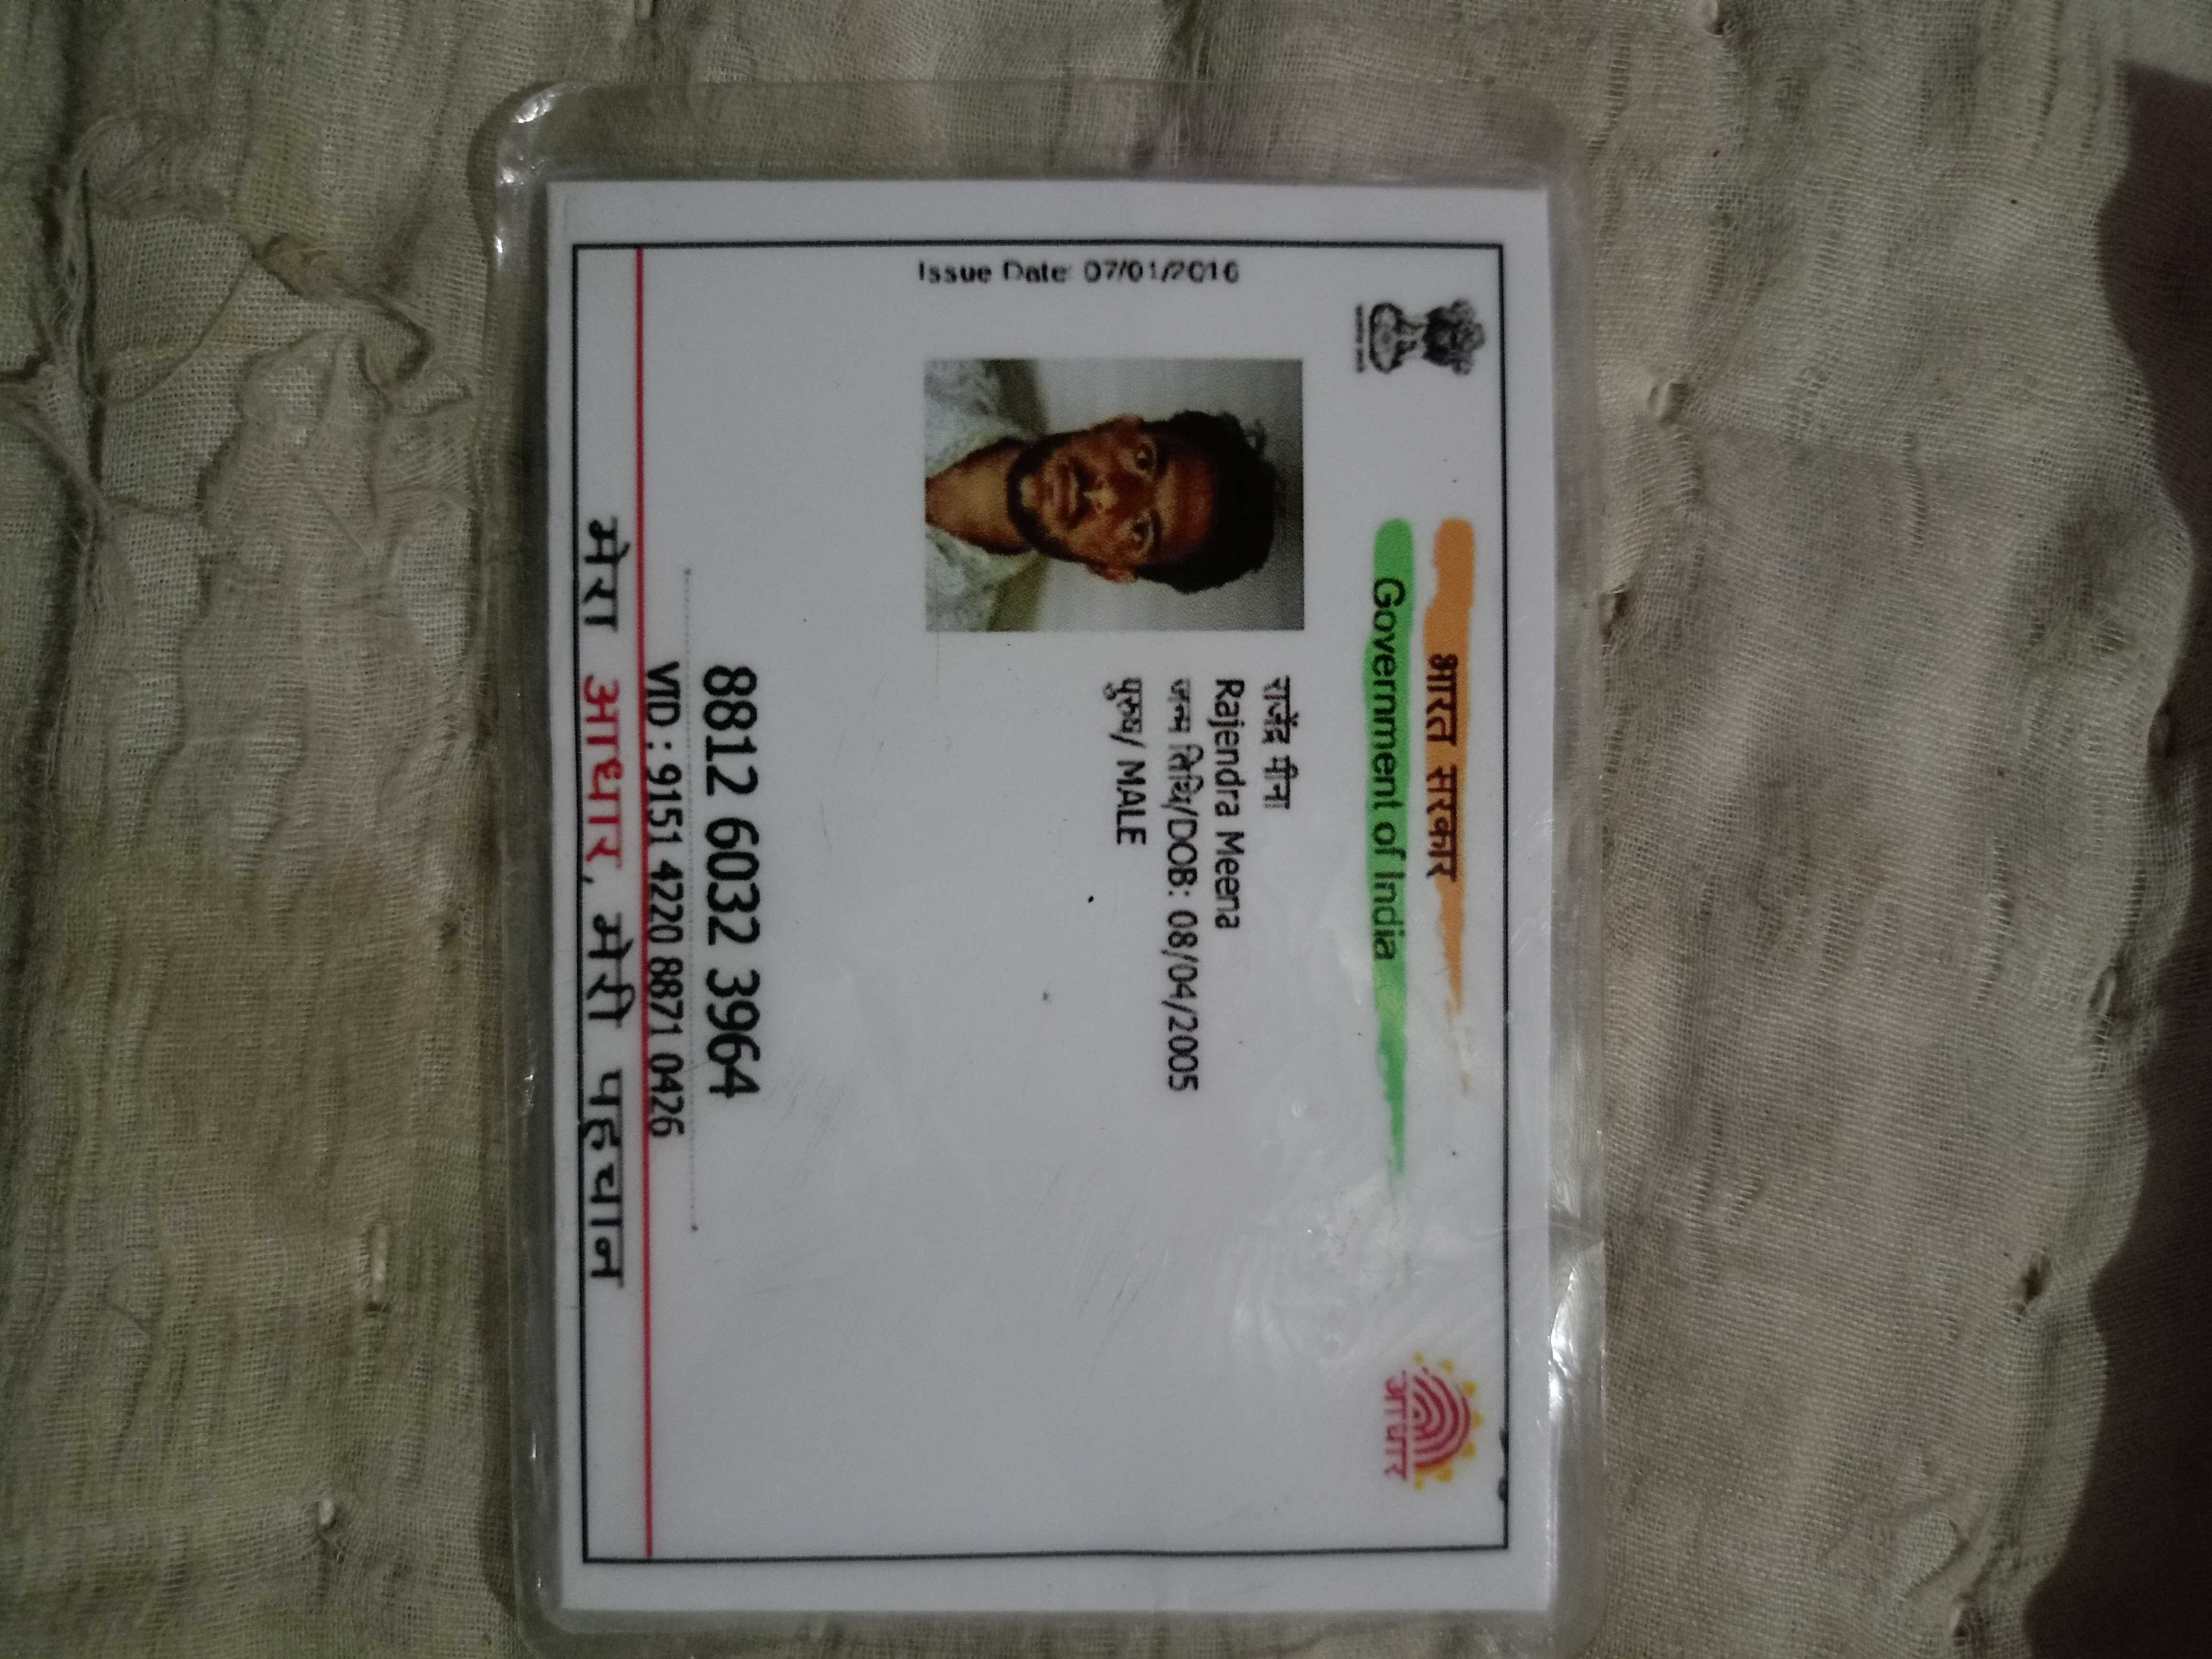 भारत सरकार
Government of India
Issue Date: 07/01/2016
राजेंद्र मीना
Rajendra Meena
जन्म तिथि/DOB: 08/04/2005
पुरुष/ MALE
8812 6032 3964
VID : 9151 4220 8871 0426
मेरा आधार, मेरी पहचान
आधार